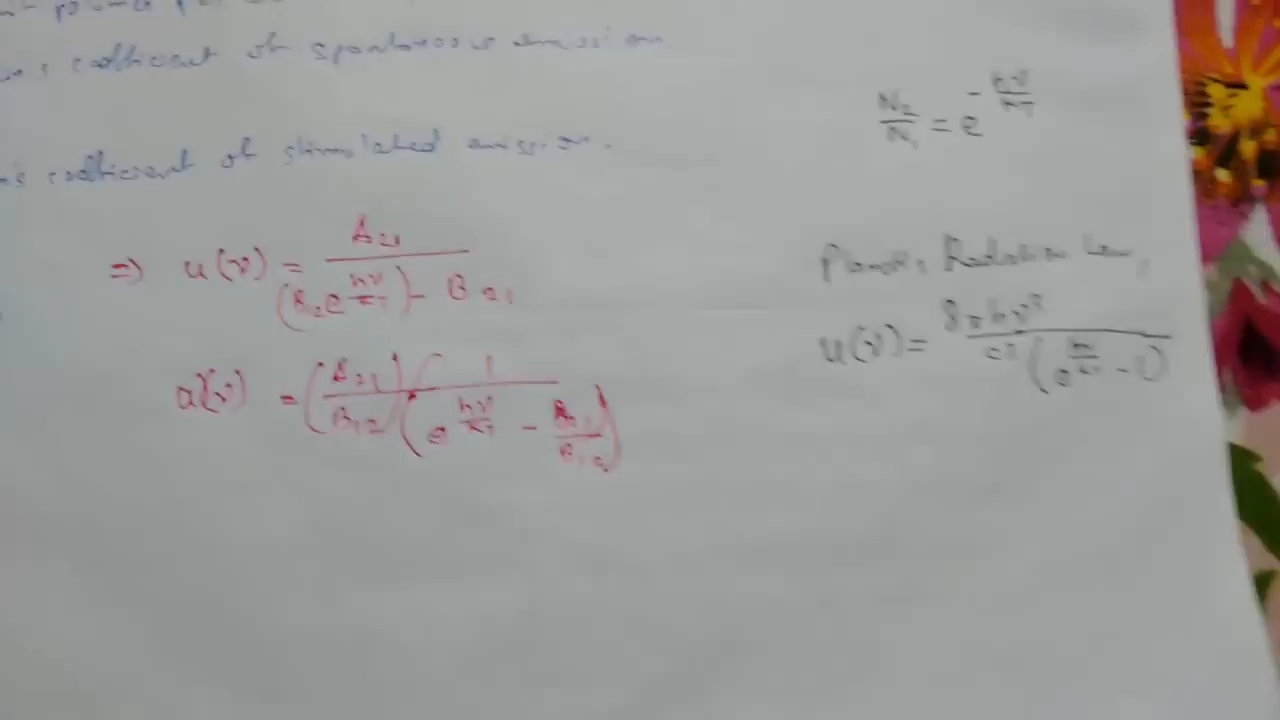 coefficient of spontaneous emission
coefficient of stimulated emission.
N₂/N₁ = e^(-hν/kT)
⇒ u(ν) = A₂₁ / ((B₁₂e^(hν/kT)) - B₂₁)
u(ν) = (A₂₁/B₁₂) (1 / (e^(hν/kT) - B₂₁/B₁₂))
Planck's Radiation Law,
u(ν) = 8πhν³ / c³(e^(hν/kT) - 1)